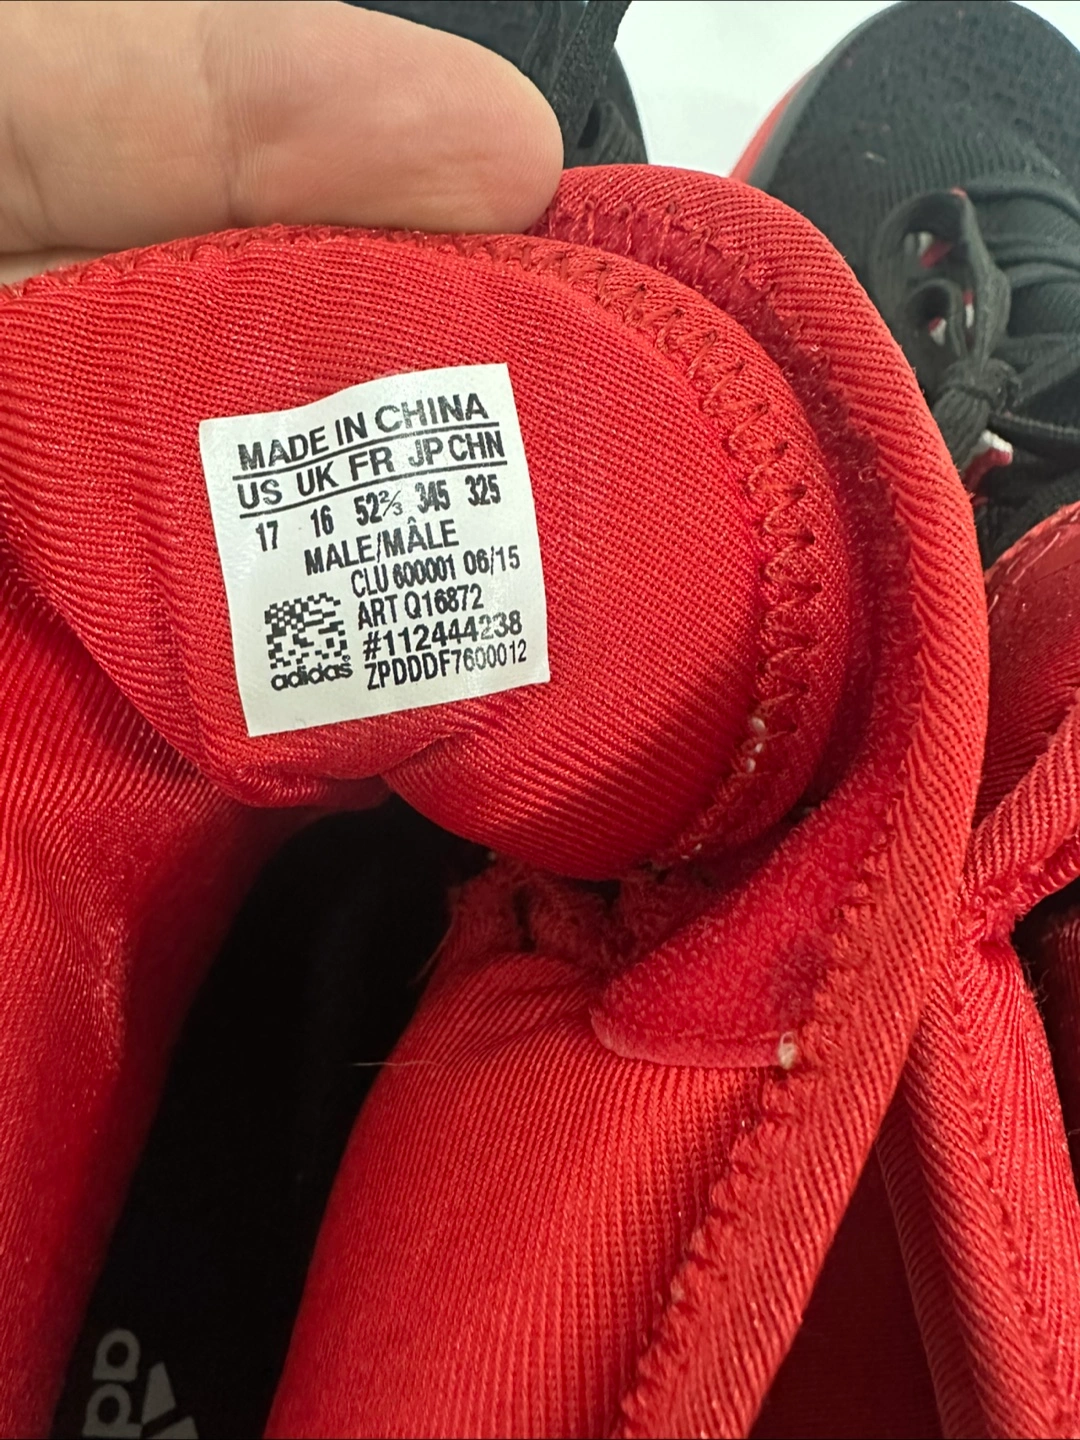 MADE IN CHINA
US UK FR JP CHN
17 16 52⅔ 345 325
MALE/MÂLE
CLU 600001 06/15
ART Q16872
#112444238
ZPDDDF7600012
adidas